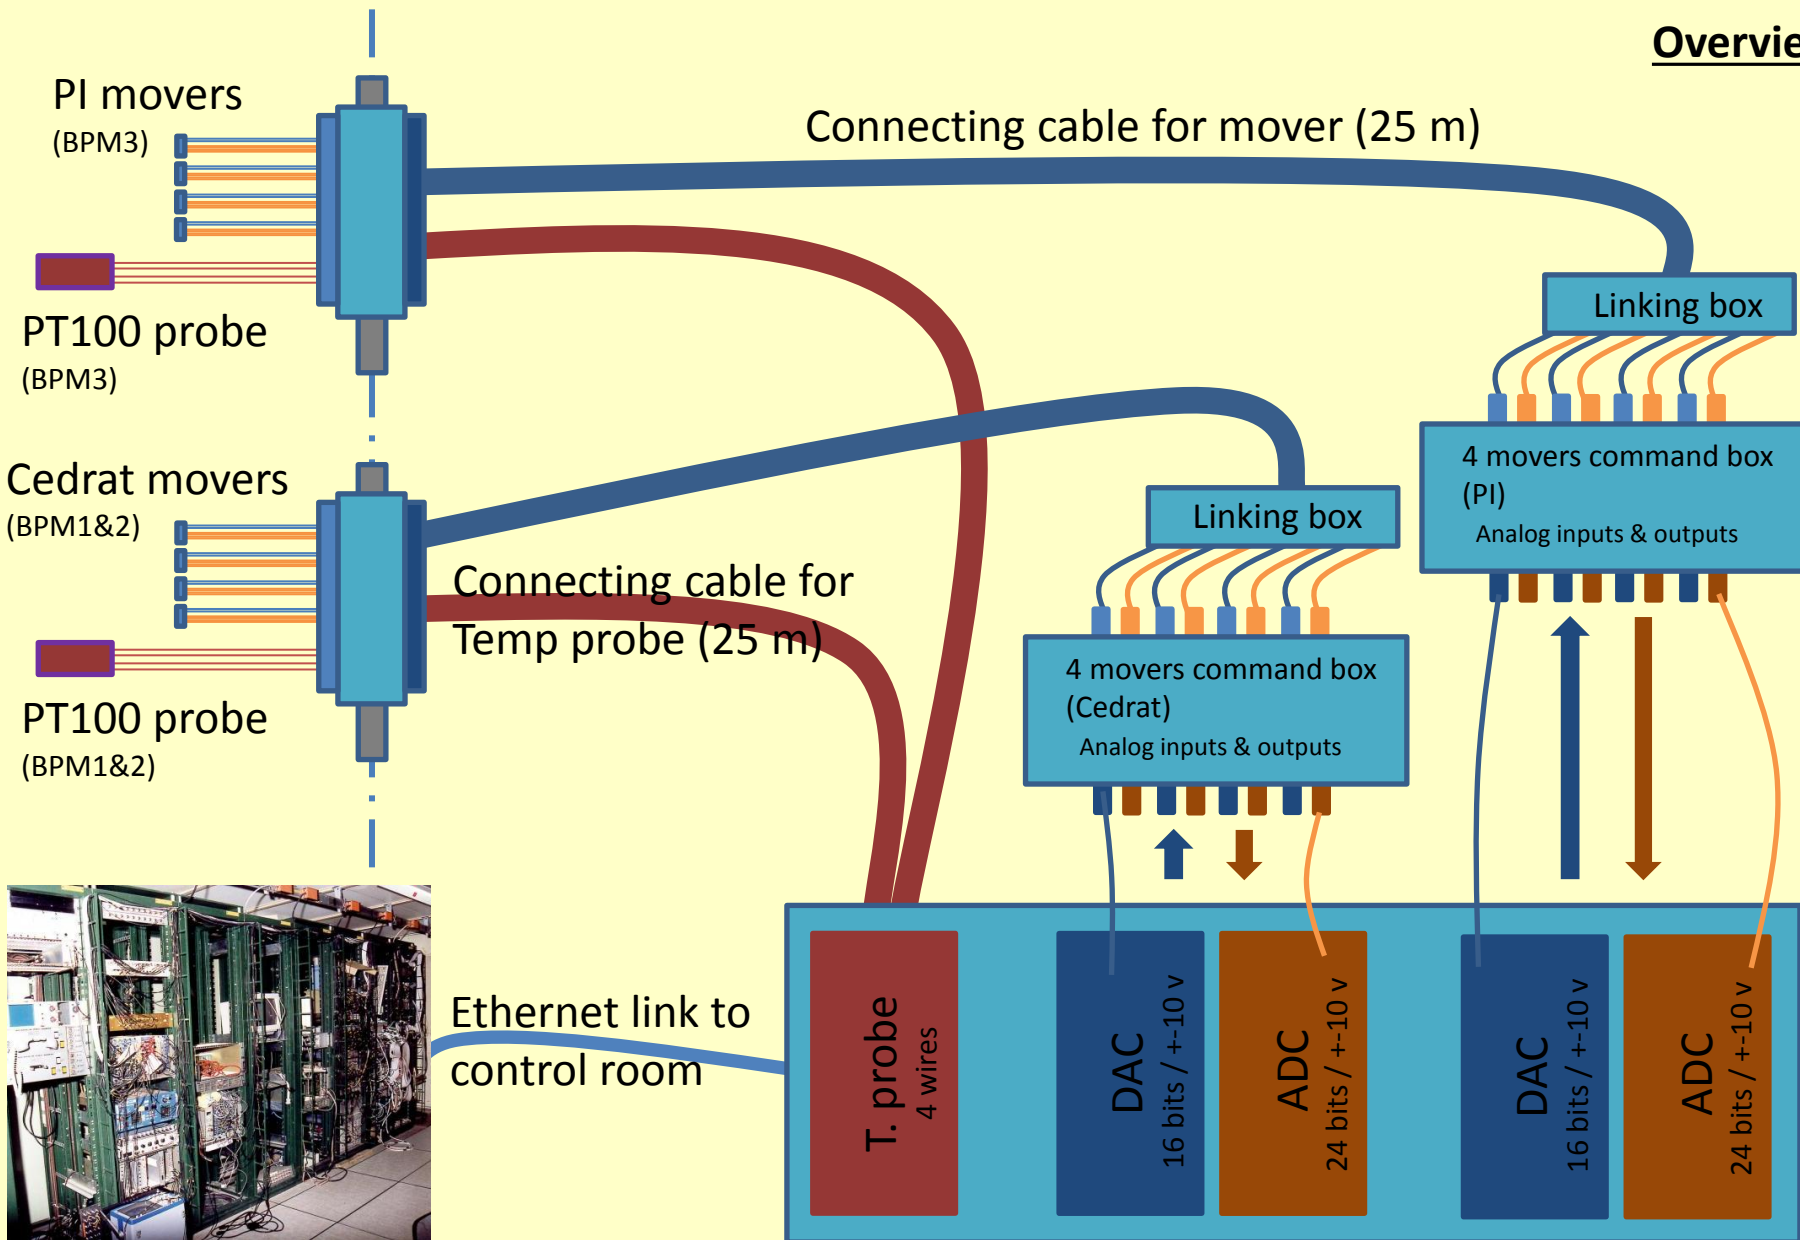 Overvie
PI movers
(BPM3)
Connecting cable for mover (25 m)
Linking box
PT100 probe
(BPM3)
4 movers command box
(PI)
Analog inputs & outputs
Cedrat movers
(BPM1&2)
Linking box
Connecting cable for
Temp probe (25 m)
4 movers command box
(Cedrat)
Analog inputs & outputs
PT100 probe
(BPM1&2)
Ethernet link to
control room
T. probe
4 wires
DAC
16 bits / +-10 v
ADC
24 bits / +-10 v
DAC
16 bits / +-10 v
ADC
24 bits / +-10 v